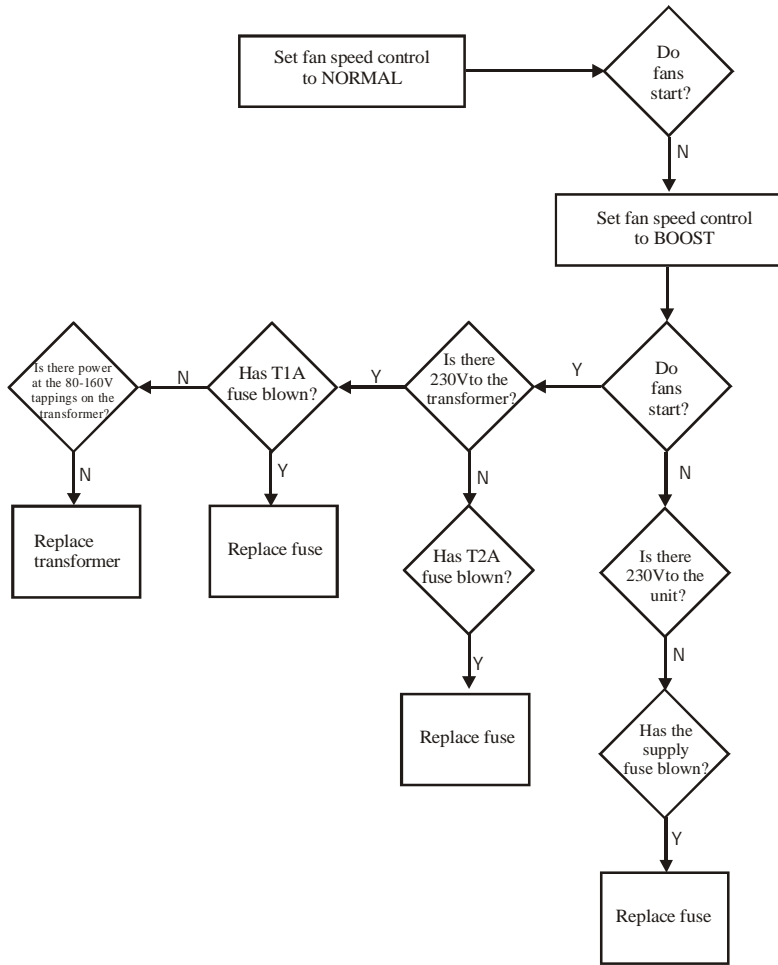 Set fan speed control
to NORMAL
Do
fans
start?
N
Set fan speed control
to BOOST
Do
fans
start?
Y
Is there
230Vto the
transformer?
Y
Has T1A
fuse blown?
N
Is there power
at the 80-160V
tappings on the
transformer?
N
Replace
transformer
Y
Replace fuse
N
Has T2A
fuse blown?
Y
Replace fuse
N
Is there
230Vto the
unit?
N
Has the
supply
fuse blown?
Y
Replace fuse